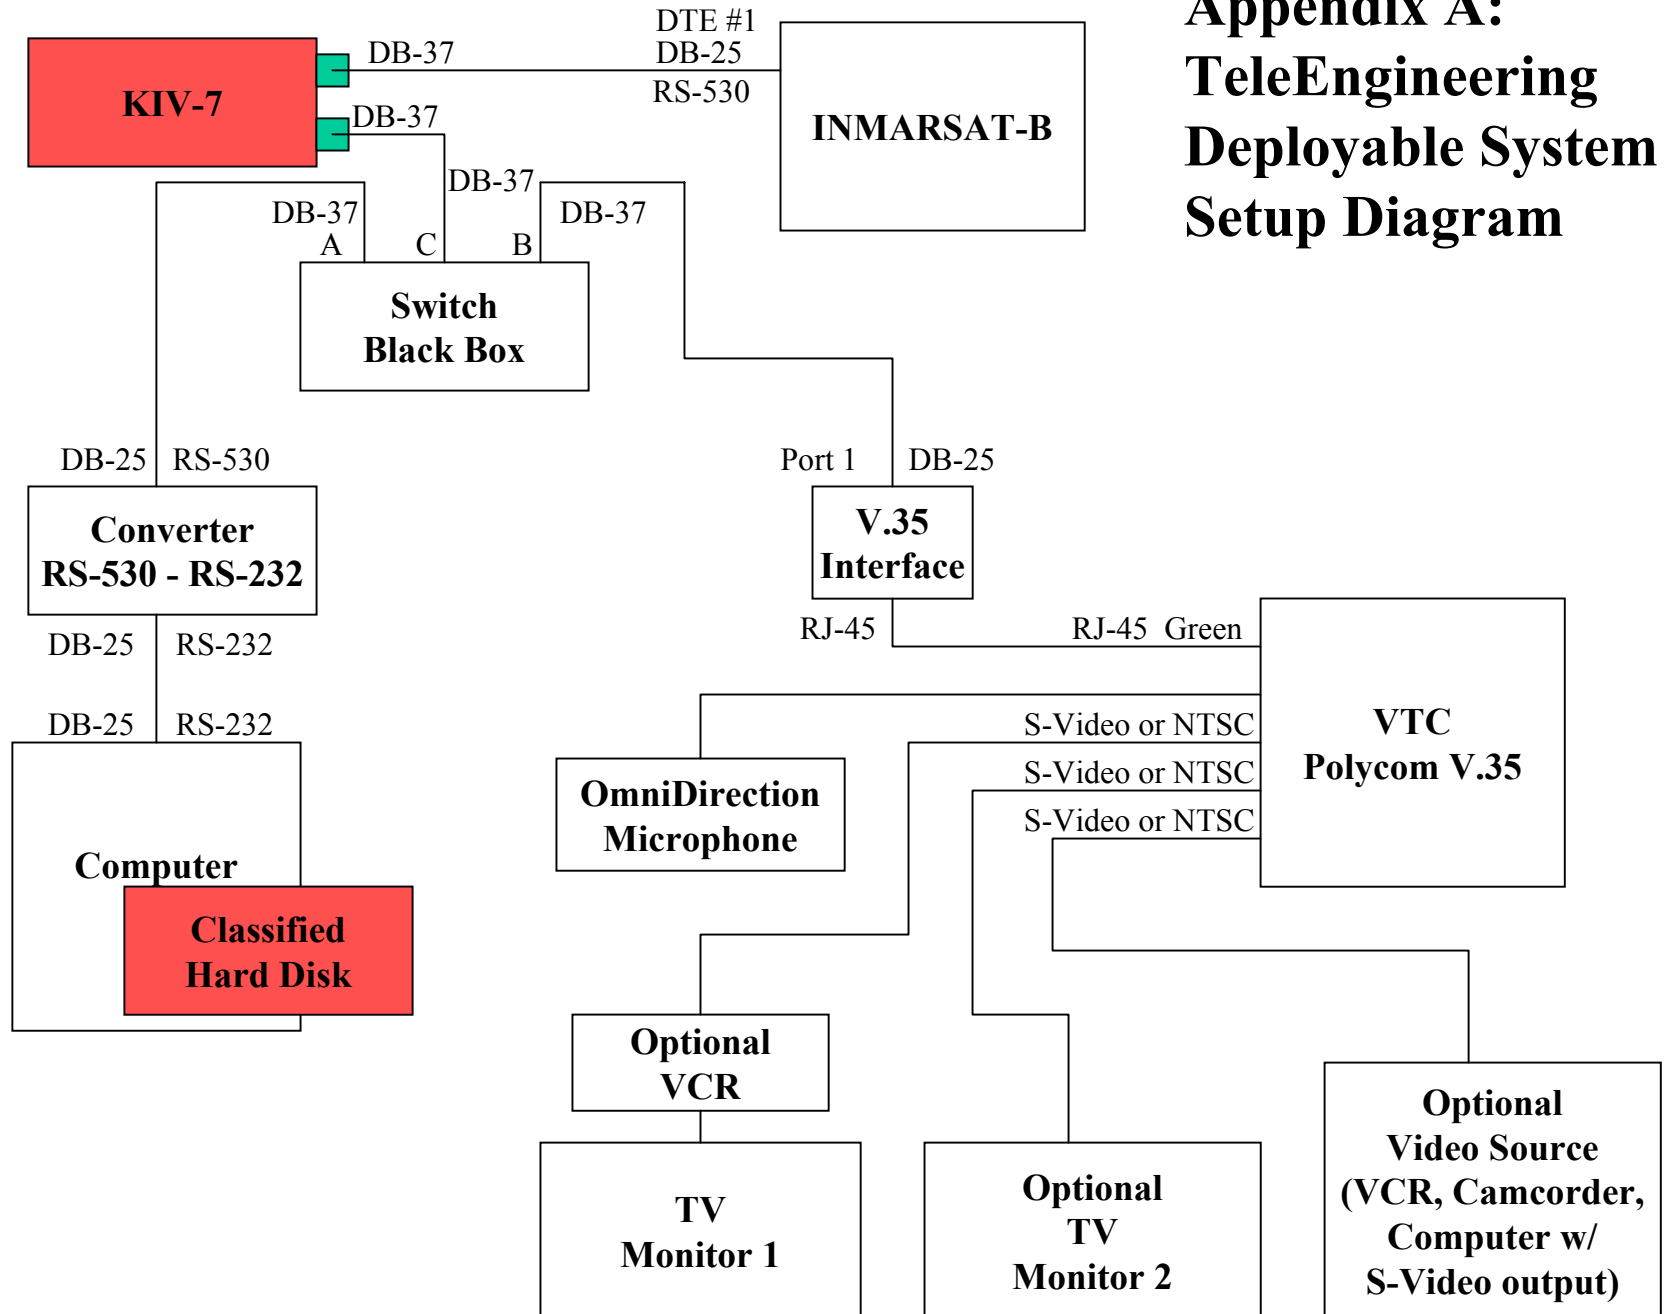 Appendix A:
TeleEngineering
Deployable System
Setup Diagram
DTE #1
DB-37
DB-25
RS-530
KIV-7
DB-37
INMARSAT-B
DB-37
DB-37
DB-37
A
C
B
Switch
Black Box
DB-25
RS-530
Port 1
DB-25
Converter
RS-530 - RS-232
V.35
Interface
DB-25
RS-232
RJ-45
RJ-45 Green
DB-25
RS-232
S-Video or NTSC
S-Video or NTSC
S-Video or NTSC
VTC
Polycom V.35
OmniDirection
Microphone
Computer
Classified
Hard Disk
Optional
VCR
TV
Monitor 1
Optional
TV
Monitor 2
Optional
Video Source
(VCR, Camcorder,
Computer w/
S-Video output)